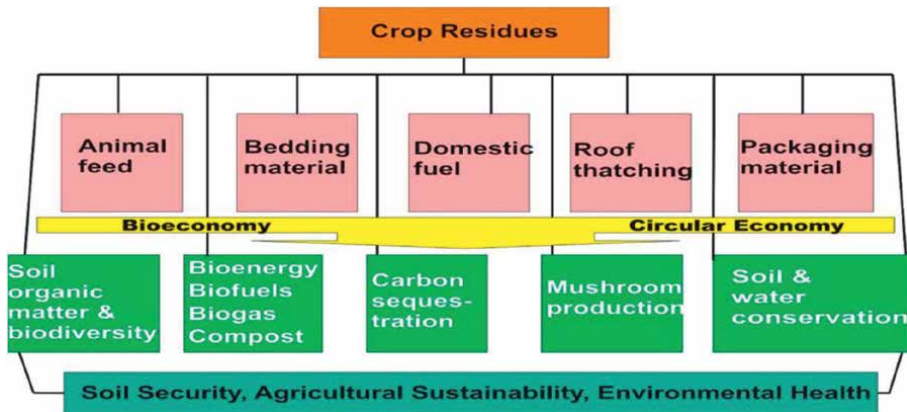 Crop Residues
Animal
feed
Bedding
material
Domestic
fuel
Roof
thatching
Packaging
material
Bioeconomy
Circular Economy
Soil
organic
matter &
biodiversity
Bioenergy
Biofuels
Biogas
Compost
Carbon
seques-
tration
Mushroom
production
Soil &
water
conservation
Soil Security, Agricultural Sustainability, Environmental Health